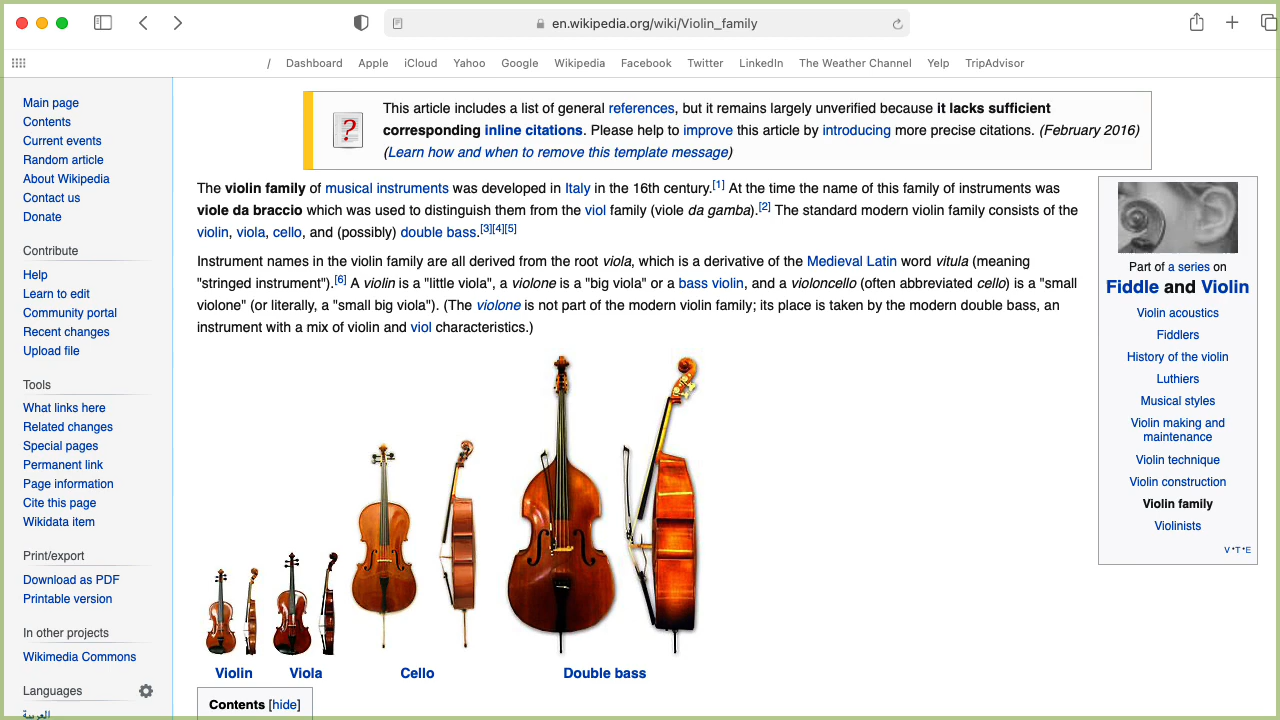 en.wikipedia.org/wiki/Violin_family
/ Dashboard Apple iCloud Yahoo Google Wikipedia Facebook Twitter LinkedIn The Weather Channel Yelp TripAdvisor
Main page
Contents
Current events
Random article
About Wikipedia
Contact us
Donate
Contribute
Help
Learn to edit
Community portal
Recent changes
Upload file
Tools
What links here
Related changes
Special pages
Permanent link
Page information
Cite this page
Wikidata item
Print/export
Download as PDF
Printable version
In other projects
Wikimedia Commons
Languages
العربية
?
This article includes a list of general references, but it remains largely unverified because it lacks sufficient
corresponding inline citations. Please help to improve this article by introducing more precise citations. (February 2016)
(Learn how and when to remove this template message)
The violin family of musical instruments was developed in Italy in the 16th century.[1] At the time the name of this family of instruments was
viole da braccio which was used to distinguish them from the viol family (viole da gamba).[2] The standard modern violin family consists of the
violin, viola, cello, and (possibly) double bass.[3][4][5]
Instrument names in the violin family are all derived from the root viola, which is a derivative of the Medieval Latin word vitula (meaning
"stringed instrument").[6] A violin is a "little viola", a violone is a "big viola" or a bass violin, and a violoncello (often abbreviated cello) is a "small
violone" (or literally, a "small big viola"). (The violone is not part of the modern violin family; its place is taken by the modern double bass, an
instrument with a mix of violin and viol characteristics.)
Violin Viola Cello Double bass
Contents [hide]
Part of a series on
Fiddle and Violin
Violin acoustics
Fiddlers
History of the violin
Luthiers
Musical styles
Violin making and
maintenance
Violin technique
Violin construction
Violin family
Violinists
V•T•E